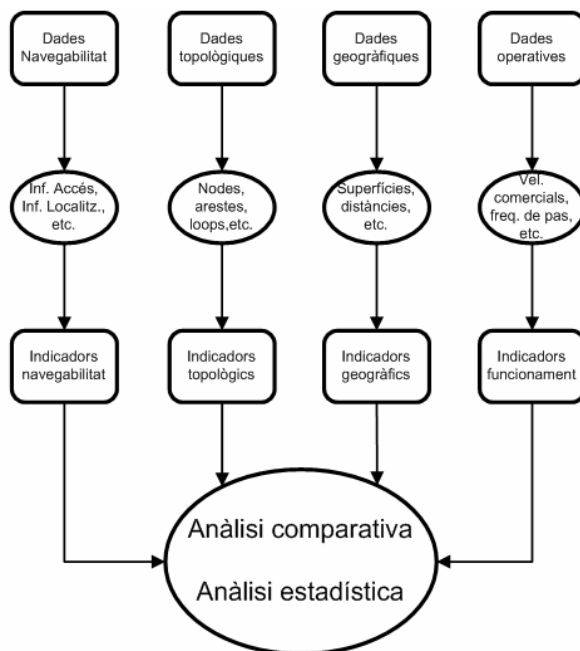 Dades
Navegabilitat
Dades
topològiques
Dades
geogràfiques
Dades
operatives
Inf. Accés,
Inf. Localitz.,
etc.
Nodes,
arestes,
loops,etc.
Superfícies,
distàncies,
etc.
Vel.
comercials,
freq. de pas,
etc.
Indicadors
navegabilitat
Indicadors
topològics
Indicadors
geogràfics
Indicadors
funcionament
Anàlisi comparativa
Anàlisi estadística